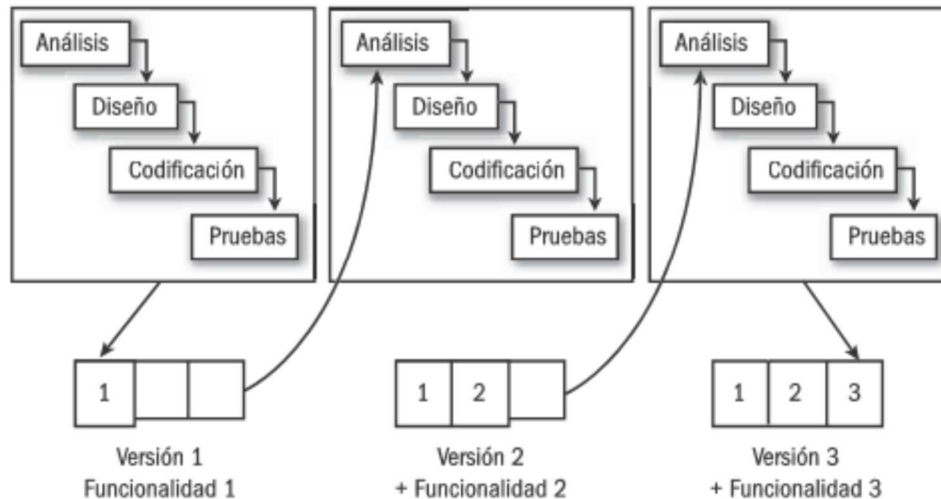 Análisis
Diseño
Codificación
Pruebas
Análisis
Diseño
Codificación
Pruebas
Análisis
Diseño
Codificación
Pruebas
1
1 2
1 2 3
Versión 1
Funcionalidad 1
Versión 2
+ Funcionalidad 2
Versión 3
+ Funcionalidad 3